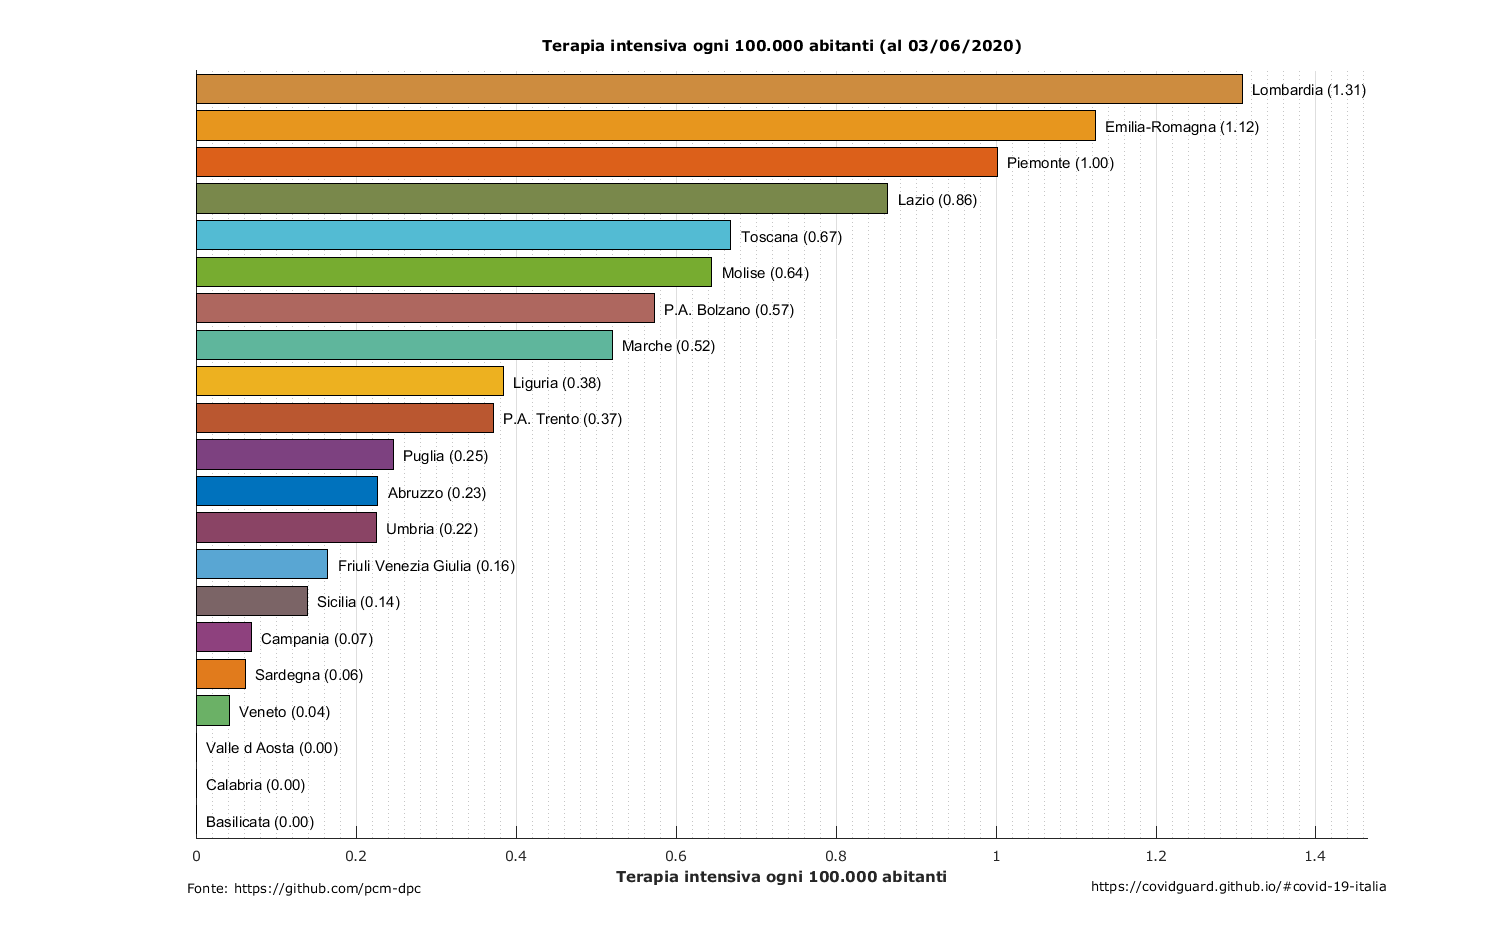 Terapia intensiva ogni 100.000 abitanti (al 03/06/2020)
Lombardia (1.31)
Emilia-Romagna (1.12)
Piemonte (1.00)
Lazio (0.86)
Toscana (0.67)
Molise (0.64)
P.A. Bolzano (0.57)
Marche (0.52)
Liguria (0.38)
P.A. Trento (0.37)
Puglia (0.25)
Abruzzo (0.23)
Umbria (0.22)
Friuli Venezia Giulia (0.16)
Sicilia (0.14)
Campania (0.07)
Sardegna (0.06)
Veneto (0.04)
Valle d Aosta (0.00)
Calabria (0.00)
Basilicata (0.00)
0 0.2 0.4 0.6 0.8 1 1.2 1.4
Terapia intensiva ogni 100.000 abitanti
Fonte: https://github.com/pcm-dpc
https://covidguard.github.io/#covid-19-italia